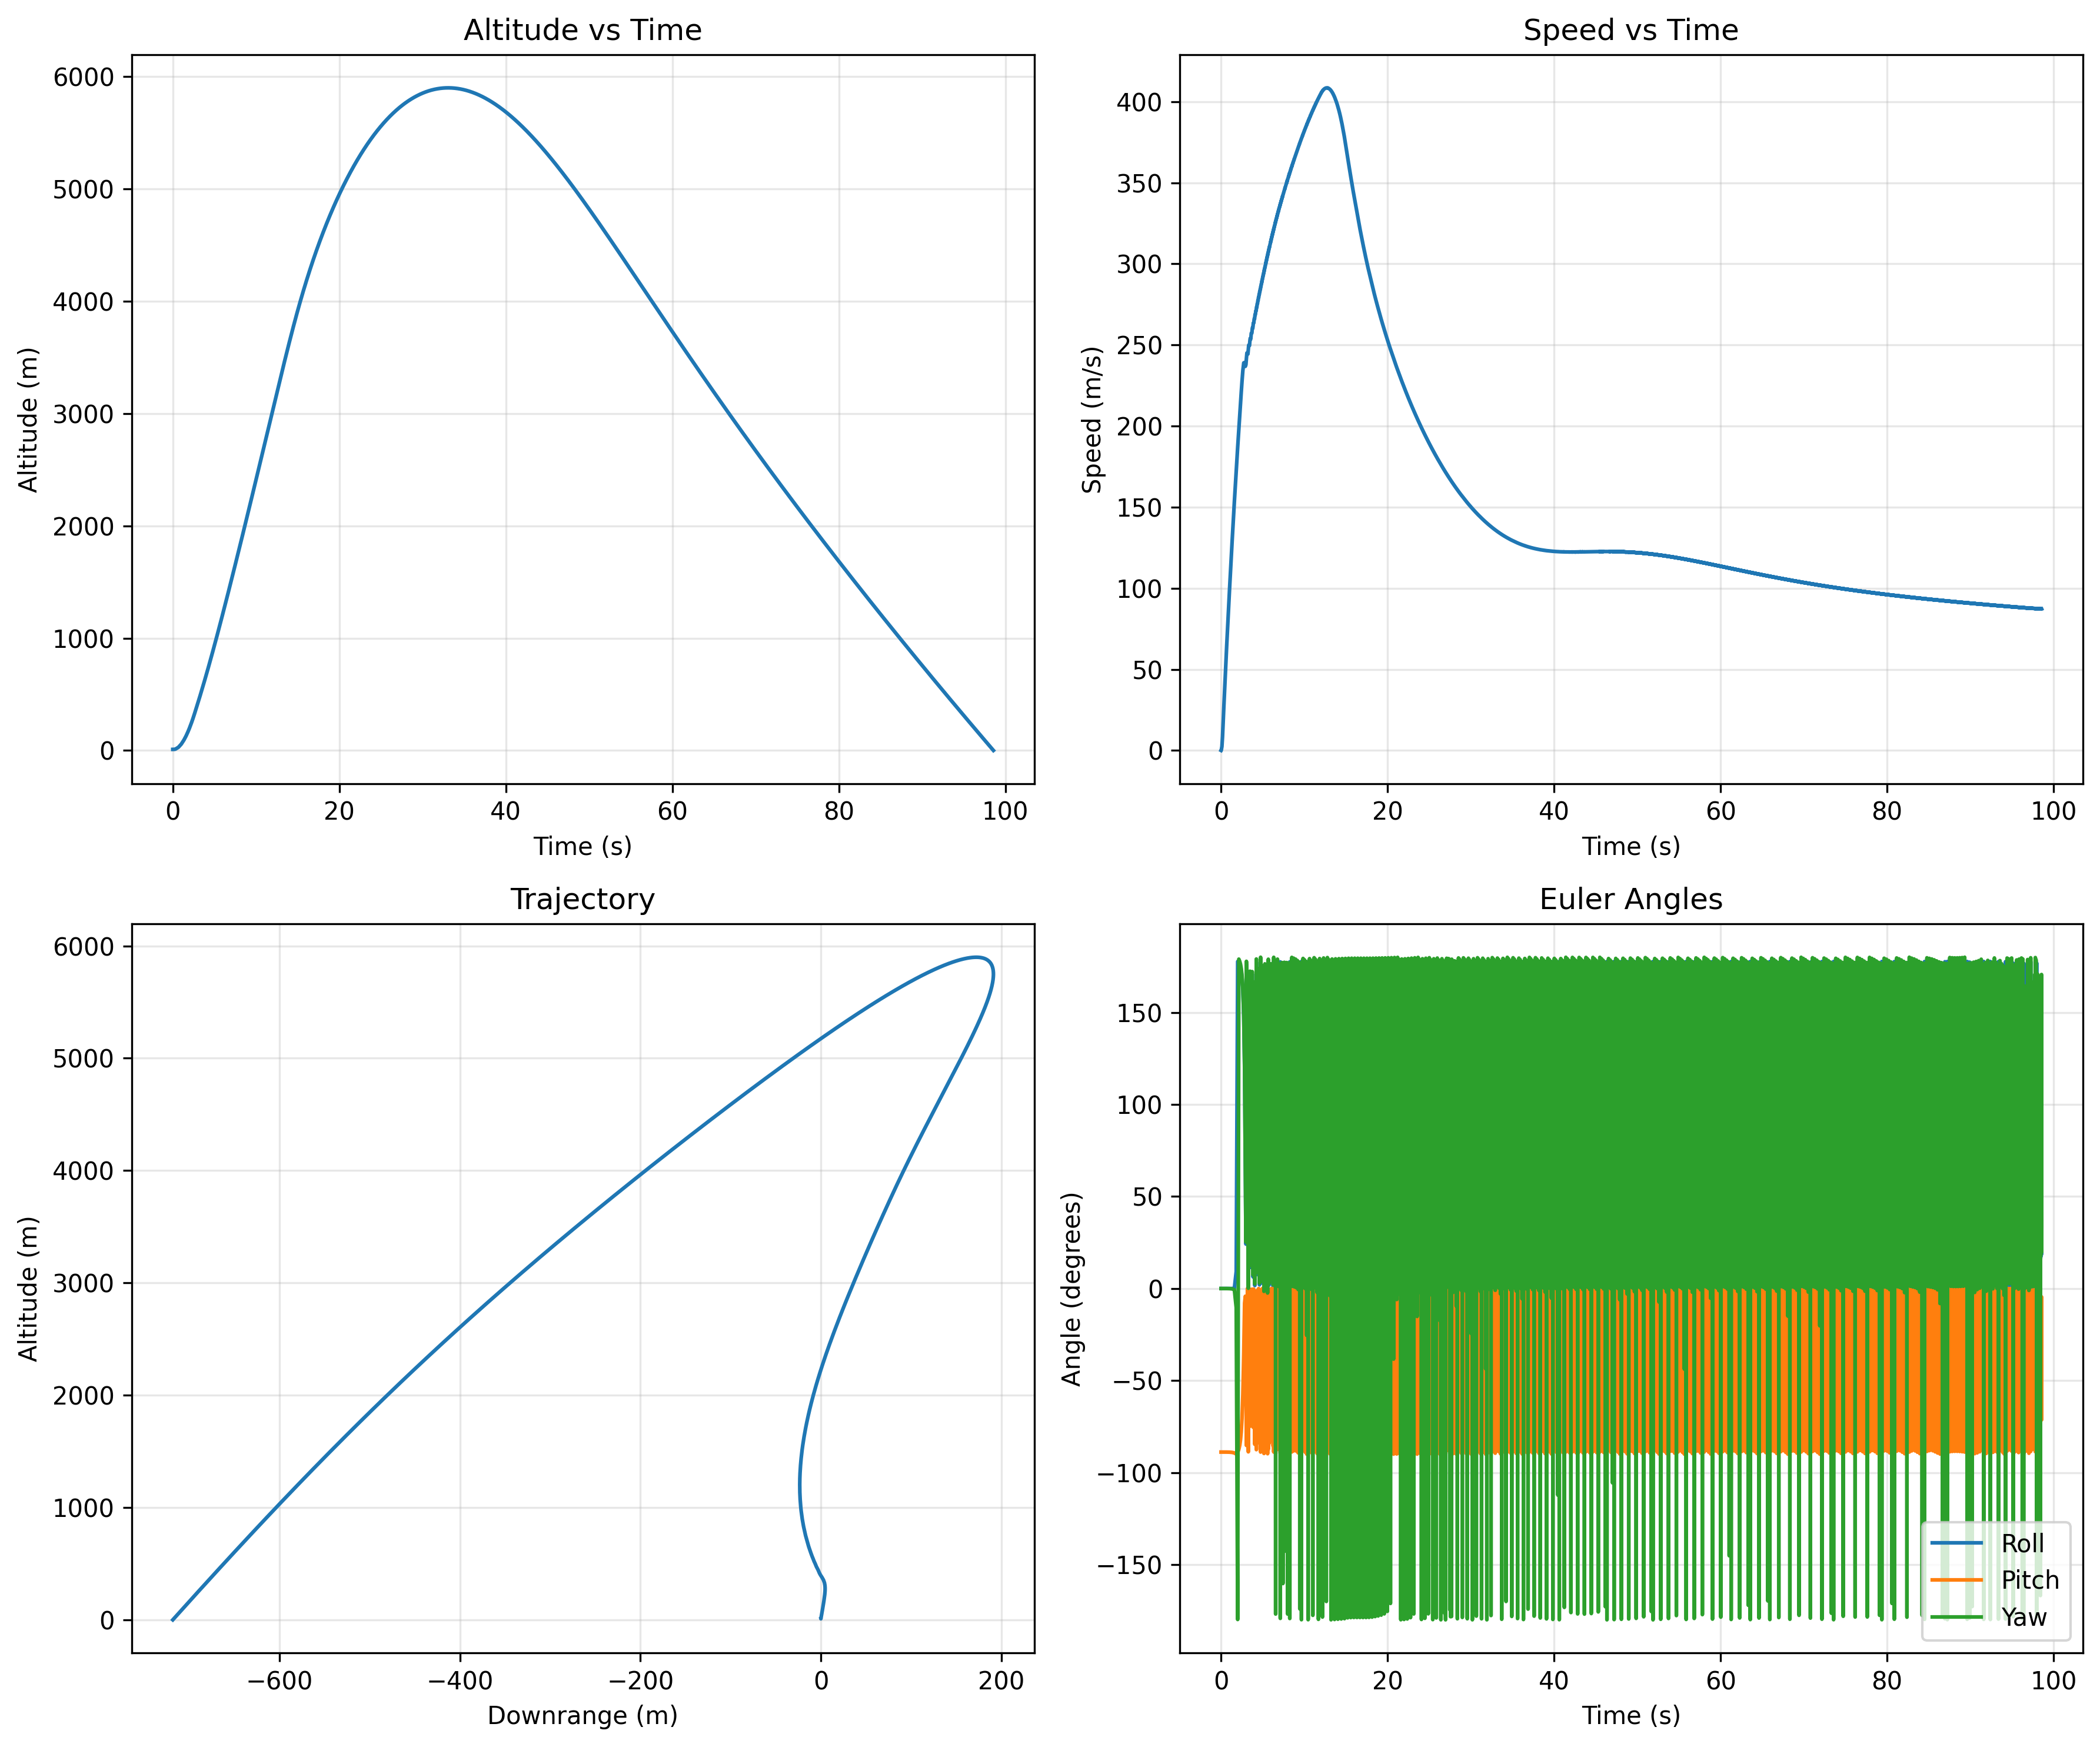 Altitude vs Time
Altitude (m)
6000
5000
4000
3000
2000
1000
0
0 20 40 60 80 100
Time (s)
Speed vs Time
Speed (m/s)
400
350
300
250
200
150
100
50
0
0 20 40 60 80 100
Time (s)
Trajectory
Altitude (m)
6000
5000
4000
3000
2000
1000
0
−600 −400 −200 0 200
Downrange (m)
Euler Angles
Angle (degrees)
150
100
50
0
−50
−100
−150
0 20 40 60 80 100
Time (s)
Roll
Pitch
Yaw